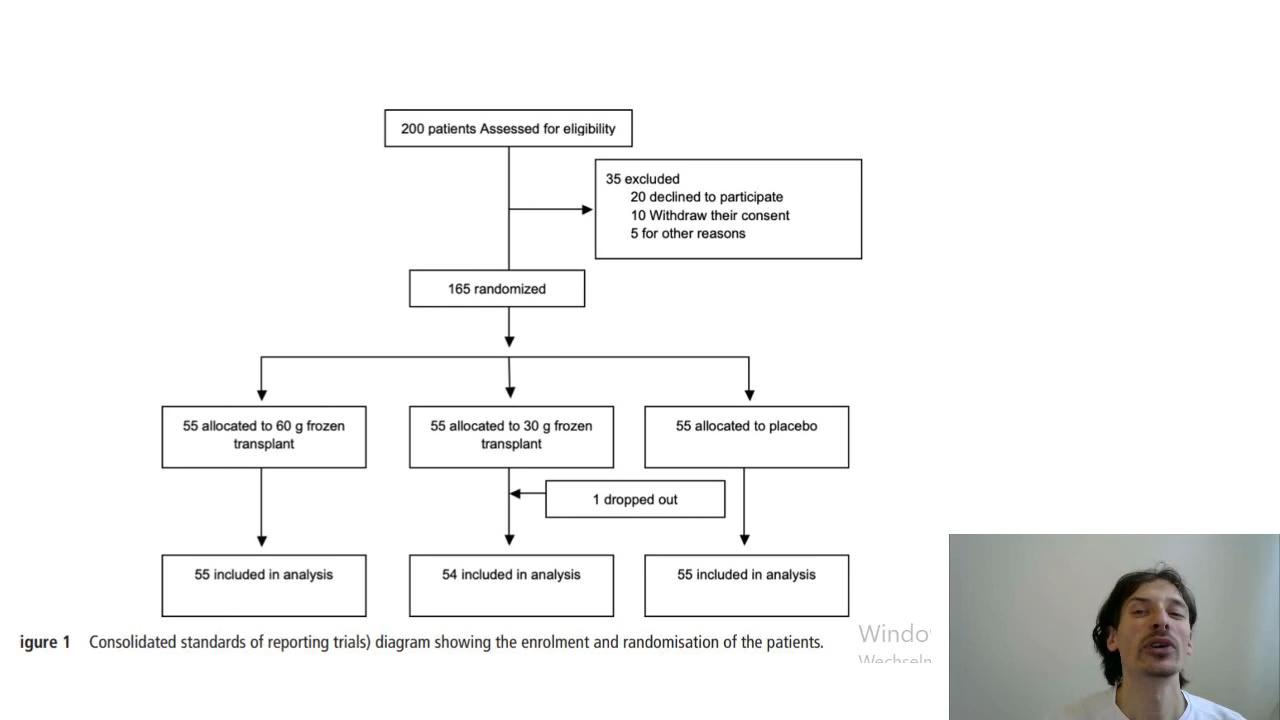 200 patients Assessed for eligibility
35 excluded
20 declined to participate
10 Withdraw their consent
5 for other reasons
165 randomized
55 allocated to 60 g frozen
transplant
55 allocated to 30 g frozen
transplant
55 allocated to placebo
1 dropped out
55 included in analysis
54 included in analysis
55 included in analysis
igure 1 Consolidated standards of reporting trials) diagram showing the enrolment and randomisation of the patients.
Windo